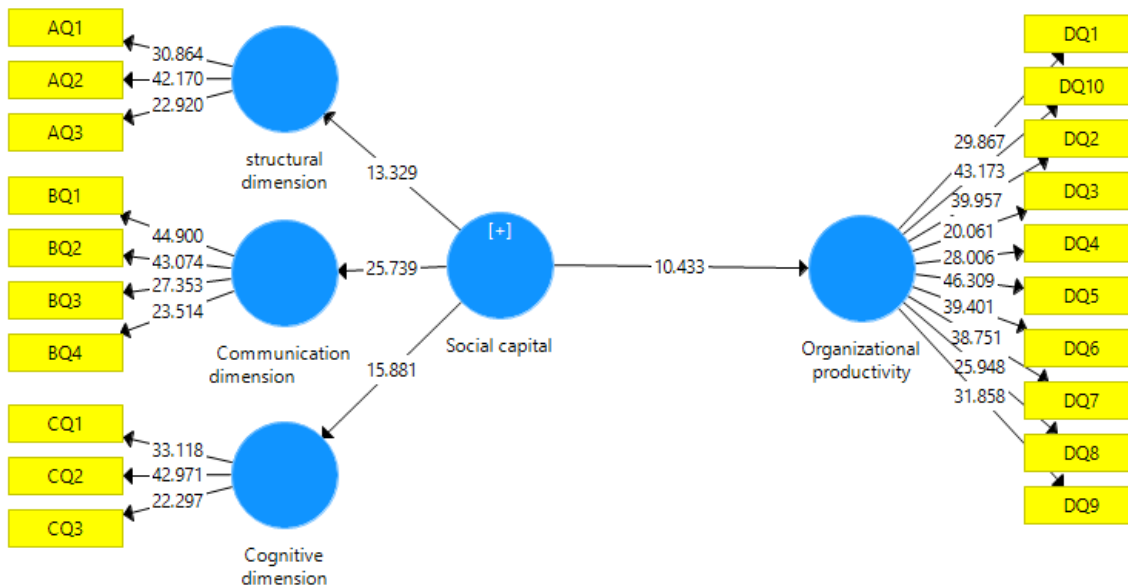 AQ1
AQ2
AQ3
30.864
42.170
22.920
structural
dimension
13.329
BQ1
BQ2
BQ3
BQ4
44.900
43.074
27.353
23.514
Communication
dimension
25.739
[+]
Social capital
10.433
15.881
CQ1
CQ2
CQ3
33.118
42.971
22.297
Cognitive
dimension
Organizational
productivity
29.867
43.173
39.957
20.061
28.006
46.309
39.401
38.751
25.948
31.858
DQ1
DQ10
DQ2
DQ3
DQ4
DQ5
DQ6
DQ7
DQ8
DQ9